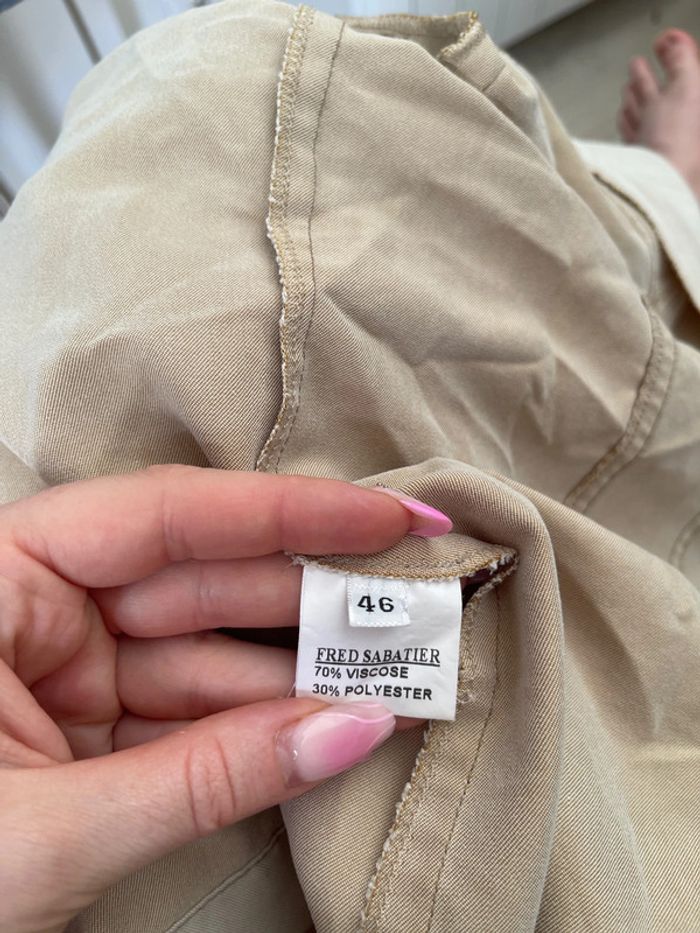 46
FRED SABATIER
70% VISCOSE
30% POLYESTER